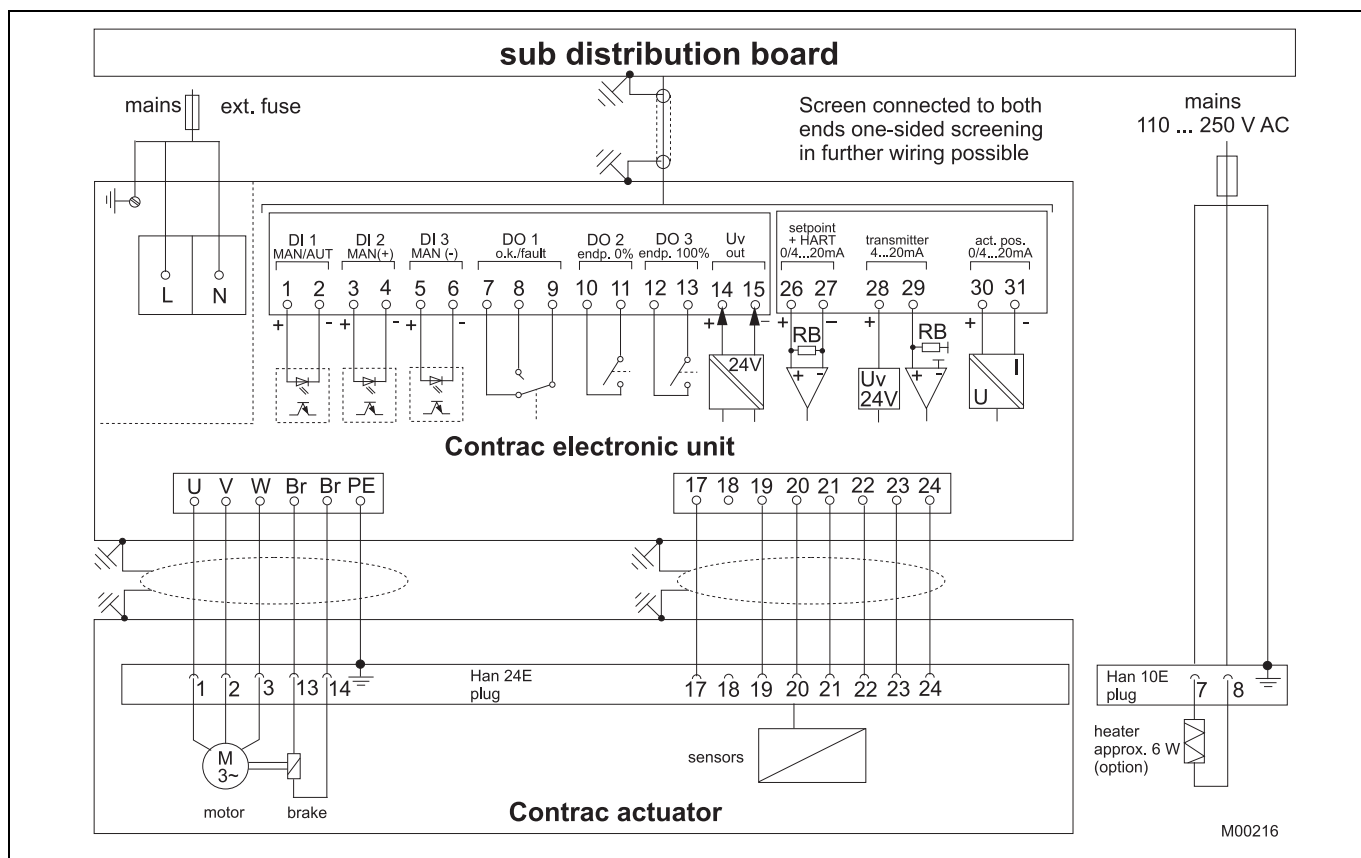 sub distribution board
mains
ext. fuse
Screen connected to both
ends one-sided screening
in further wiring possible
mains
110 ... 250 V AC
L N
DI 1
MAN/AUT
DI 2
MAN(+)
DI 3
MAN (-)
DO 1
o.k./fault
DO 2
endp. 0%
DO 3
endp. 100%
Uv
out
setpoint
+ HART
0/4...20mA
transmitter
4...20mA
act. pos.
0/4...20mA
1 2 3 4 5 6 7 8 9 10 11 12 13 14 15 26 27 28 29 30 31
+ - + - + - + - + - + + + -
RB
RB
24V
+ -
Uv
24V
+ -
I
U
Contrac electronic unit
U V W Br Br PE
17 18 19 20 21 22 23 24
Han 24E
plug
1 2 3 13 14
17 18 19 20 21 22 23 24
Han 10E
plug
7 8
M
3~
motor
brake
sensors
heater
approx. 6 W
(option)
Contrac actuator
M00216